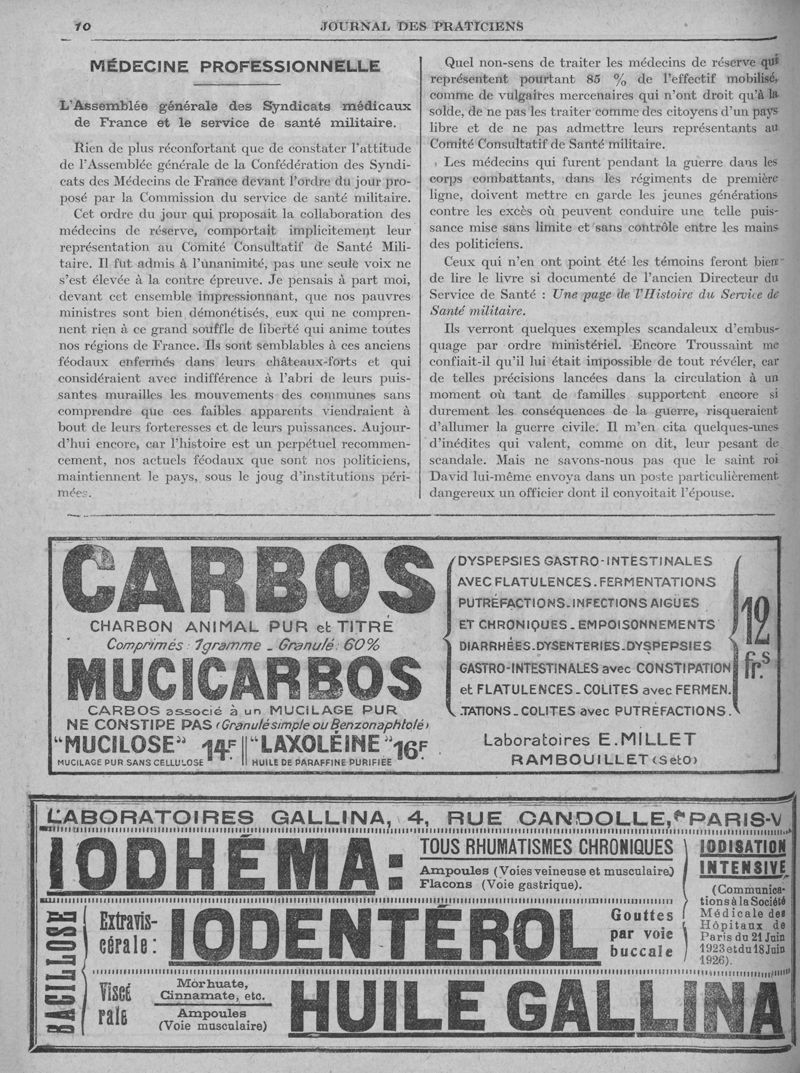 10
JOURNAL DES PRATICIENS
MÉDECINE PROFESSIONNELLE
L'Assemblée générale des Syndicats médicaux
de France et le service de santé militaire.
Rien de plus réconfortant que de constater l'attitude
de l'Assemblée générale de la Confédération des Syndi-
cats des Médecins de France devant l'ordre du jour pro-
posé par la Commission du service de santé militaire.
Cet ordre du jour qui proposait la collaboration des
médecins de réserve, comportait implicitement leur
représentation au Comité Consultatif de Santé Mili-
taire. Il fut admis à l'unanimité, pas une seule voix ne
s'est élevée à la contre épreuve. Je pensais à part moi,
devant cet ensemble impressionnant, que nos pauvres
ministres sont bien démonétisés, eux qui ne compren-
nent rien à ce grand souffle de liberté qui anime toutes
nos régions de France. Ils sont semblables à ces anciens
féodaux enfermés dans leurs châteaux-forts et qui
considéraient avec indifférence à l'abri de leurs puis-
santes murailles les mouvements des communes sans
comprendre que ces faibles apparents viendraient à
bout de leurs forteresses et de leurs puissances. Aujour-
d'hui encore, car l'histoire est un perpétuel recommen-
cement, nos actuels féodaux que sont nos politiciens,
maintiennent le pays, sous le joug d'institutions péri-
mées.
Quel non-sens de traiter les médecins de réserve qui
représentent pourtant 85 % de l'effectif mobilisé,
comme de vulgaires mercenaires qui n'ont droit qu'à la
solde, de ne pas les traiter comme des citoyens d'un pays
libre et de ne pas admettre leurs représentants au
Comité Consultatif de Santé militaire.
Les médecins qui furent pendant la guerre dans les
corps combattants, dans les régiments de première
ligne, doivent mettre en garde les jeunes générations
contre les excès où peuvent conduire une telle puis-
sance mise sans limite et sans contrôle entre les mains
des politiciens.
Ceux qui n'en ont point été les témoins feront bien
de lire le livre si documenté de l'ancien Directeur du
Service de Santé : Une page de l'Histoire du Service de
Santé militaire.
Ils verront quelques exemples scandaleux d'embus-
quage par ordre ministériel. Encore Troussaint me
confiait-il qu'il lui était impossible de tout révéler, car
de telles précisions lancées dans la circulation à un
moment où tant de familles supportent encore si
durement les conséquences de la guerre, risqueraient
d'allumer la guerre civile. Il m'en cita quelques-unes
d'inédites qui valent, comme on dit, leur pesant de
scandale. Mais ne savons-nous pas que le saint roi
David lui-même envoya dans un poste particulièrement
dangereux un officier dont il convoitait l'épouse.
CARBOS
CHARBON ANIMAL PUR et TITRÉ
Comprimés : 1gramme - Granulé : 60%
MUCICARBOS
CARBOS associé à un MUCILAGE PUR
NE CONSTIPE PAS (Granulé simple ou Benzonaphtolé)
"MUCILOSE" 14F
MUCILAGE PUR SANS CELLULOSE
"LAXOLÉINE" 16F
HUILE DE PARAFFINE PURIFIÉE
DYSPEPSIES GASTRO-INTESTINALES
AVEC FLATULENCES. FERMENTATIONS
PUTRÉFACTIONS. INFECTIONS AIGUES
ET CHRONIQUES - EMPOISONNEMENTS
DIARRHÉES. DYSENTERIES. DYSPEPSIES
GASTRO-INTESTINALES avec CONSTIPATION
et FLATULENCES - COLITES avec FERMEN.
.TATIONS - COLITES avec PUTRÉFACTIONS.
12
fr.s
Laboratoires E. MILLET
RAMBOUILLET (S et O)
LABORATOIRES GALLINA, 4, RUE CANDOLLE, PARIS-V
IODHÉMA:
TOUS RHUMATISMES CHRONIQUES
Ampoules (Voies veineuse et musculaire)
Flacons (Voie gastrique).
IODISATION
INTENSIVE
(Communica-
tions à la Société
Médicale des
Hôpitaux de
Paris du 21 Juin
1923 et du 18 Juin
1926).
BACILLOSE
Extravis-
cérale:
IODENTÉROL
Gouttes
par voie
buccale
Viscé
rale
Morhuate,
Cinnamate, etc.
Ampoules
(Voie musculaire)
HUILE GALLINA